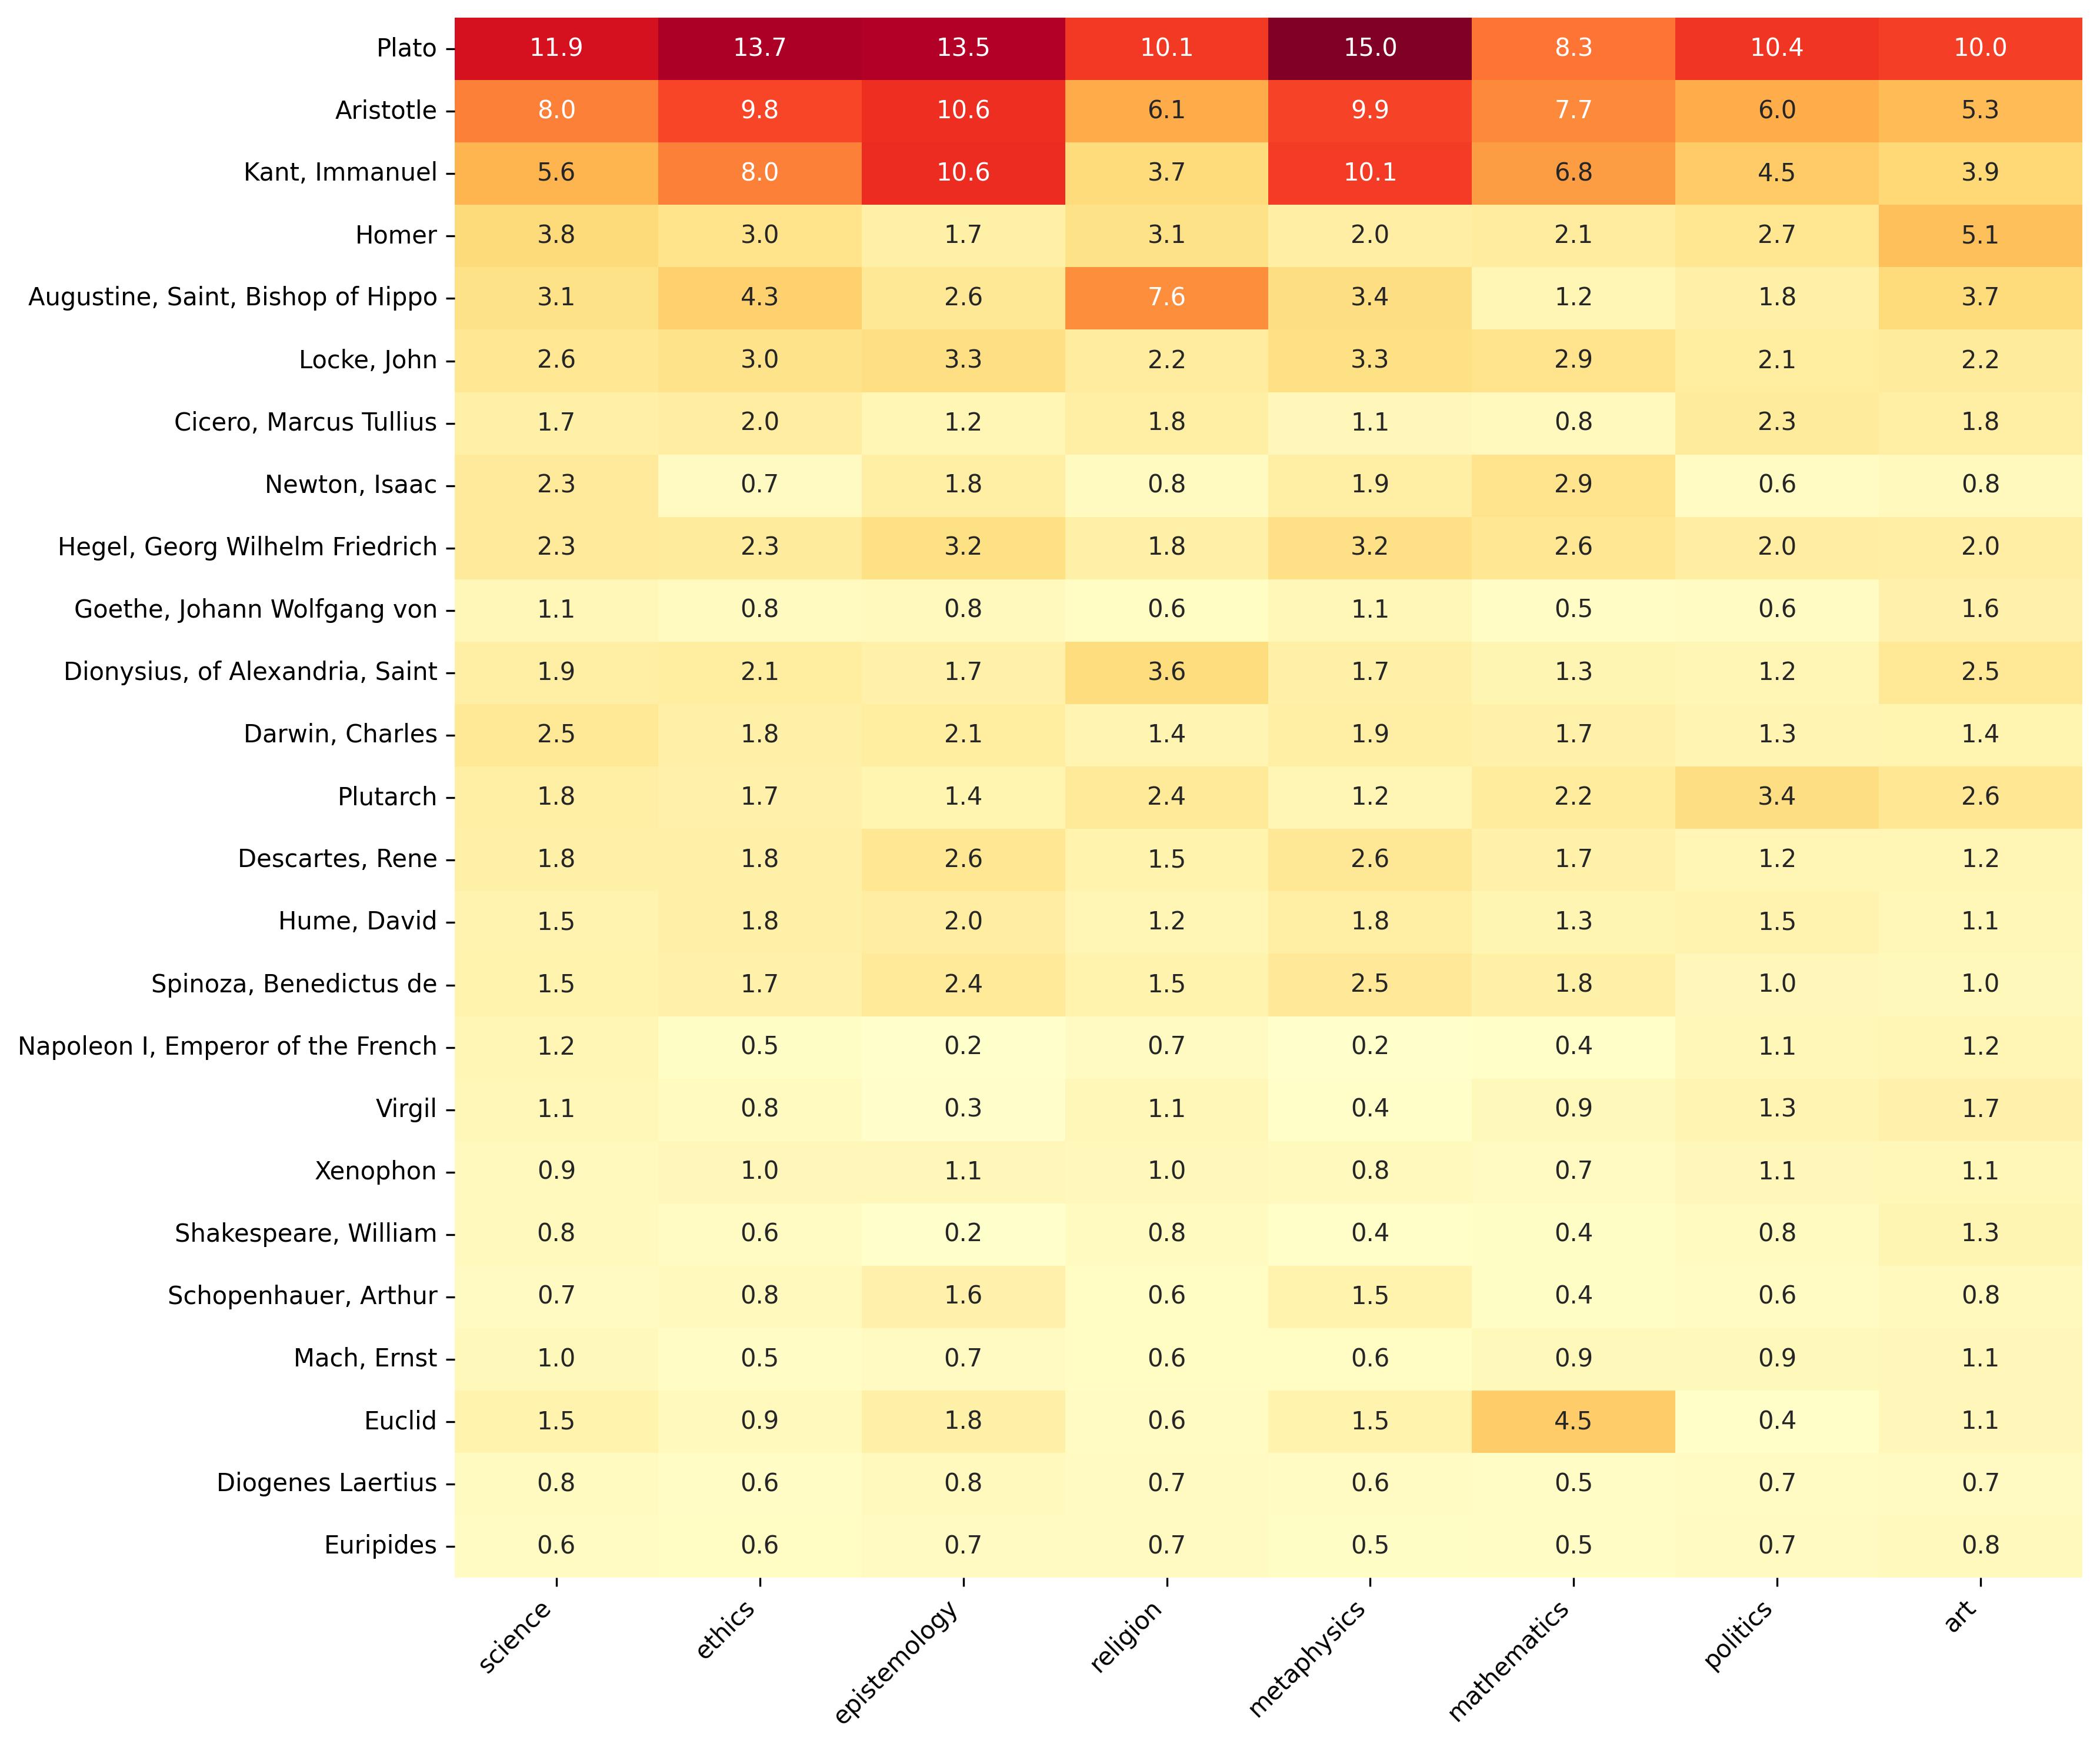 Plato 11.9 13.7 13.5 10.1 15.0 8.3 10.4 10.0
Aristotle 8.0 9.8 10.6 6.1 9.9 7.7 6.0 5.3
Kant, Immanuel 5.6 8.0 10.6 3.7 10.1 6.8 4.5 3.9
Homer 3.8 3.0 1.7 3.1 2.0 2.1 2.7 5.1
Augustine, Saint, Bishop of Hippo 3.1 4.3 2.6 7.6 3.4 1.2 1.8 3.7
Locke, John 2.6 3.0 3.3 2.2 3.3 2.9 2.1 2.2
Cicero, Marcus Tullius 1.7 2.0 1.2 1.8 1.1 0.8 2.3 1.8
Newton, Isaac 2.3 0.7 1.8 0.8 1.9 2.9 0.6 0.8
Hegel, Georg Wilhelm Friedrich 2.3 2.3 3.2 1.8 3.2 2.6 2.0 2.0
Goethe, Johann Wolfgang von 1.1 0.8 0.8 0.6 1.1 0.5 0.6 1.6
Dionysius, of Alexandria, Saint 1.9 2.1 1.7 3.6 1.7 1.3 1.2 2.5
Darwin, Charles 2.5 1.8 2.1 1.4 1.9 1.7 1.3 1.4
Plutarch 1.8 1.7 1.4 2.4 1.2 2.2 3.4 2.6
Descartes, Rene 1.8 1.8 2.6 1.5 2.6 1.7 1.2 1.2
Hume, David 1.5 1.8 2.0 1.2 1.8 1.3 1.5 1.1
Spinoza, Benedictus de 1.5 1.7 2.4 1.5 2.5 1.8 1.0 1.0
Napoleon I, Emperor of the French 1.2 0.5 0.2 0.7 0.2 0.4 1.1 1.2
Virgil 1.1 0.8 0.3 1.1 0.4 0.9 1.3 1.7
Xenophon 0.9 1.0 1.1 1.0 0.8 0.7 1.1 1.1
Shakespeare, William 0.8 0.6 0.2 0.8 0.4 0.4 0.8 1.3
Schopenhauer, Arthur 0.7 0.8 1.6 0.6 1.5 0.4 0.6 0.8
Mach, Ernst 1.0 0.5 0.7 0.6 0.6 0.9 0.9 1.1
Euclid 1.5 0.9 1.8 0.6 1.5 4.5 0.4 1.1
Diogenes Laertius 0.8 0.6 0.8 0.7 0.6 0.5 0.7 0.7
Euripides 0.6 0.6 0.7 0.7 0.5 0.5 0.7 0.8
science ethics epistemology religion metaphysics mathematics politics art